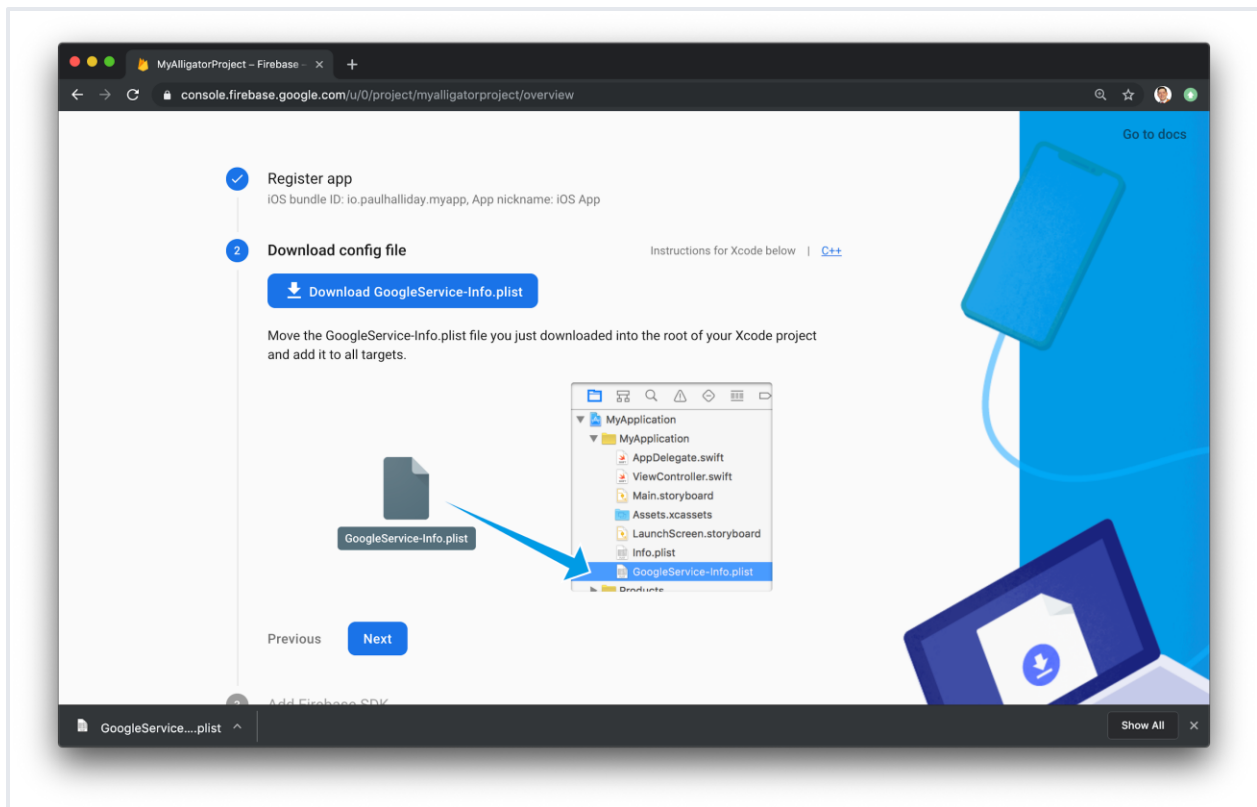 MyAlligatorProject – Firebase –
console.firebase.google.com/u/0/project/myalligatorproject/overview
Go to docs
Register app
iOS bundle ID: io.paulhalliday.myapp, App nickname: iOS App
2
Download config file
Instructions for Xcode below | C++
Download GoogleService-Info.plist
Move the GoogleService-Info.plist file you just downloaded into the root of your Xcode project
and add it to all targets.
MyApplication
MyApplication
AppDelegate.swift
ViewController.swift
Main.storyboard
Assets.xcassets
LaunchScreen.storyboard
Info.plist
GoogleService-Info.plist
Products
GoogleService-Info.plist
Previous
Next
3
Add Firebase SDK
GoogleService....plist
Show All